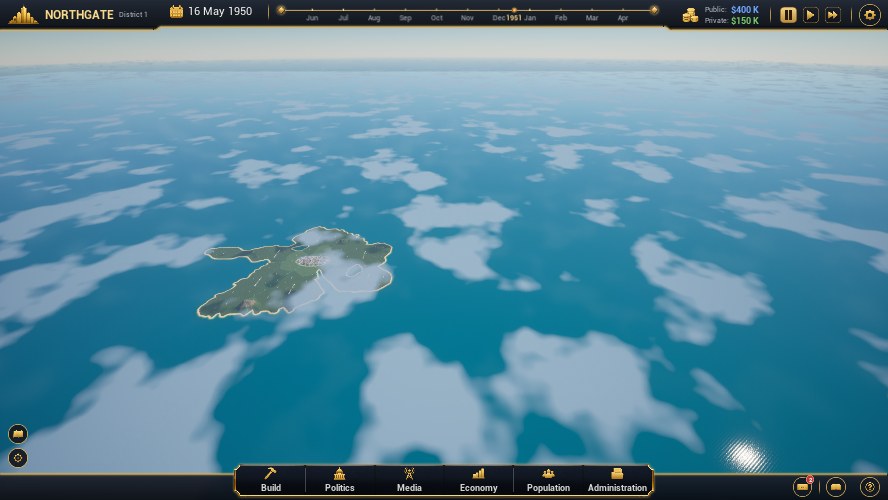 NORTHGATE District 1
16 May 1950
Jun Jul Aug Sep Oct Nov Dec 1951 Jan Feb Mar Apr
Public: $400 K
Private: $150 K
Build Politics Media Economy Population Administration